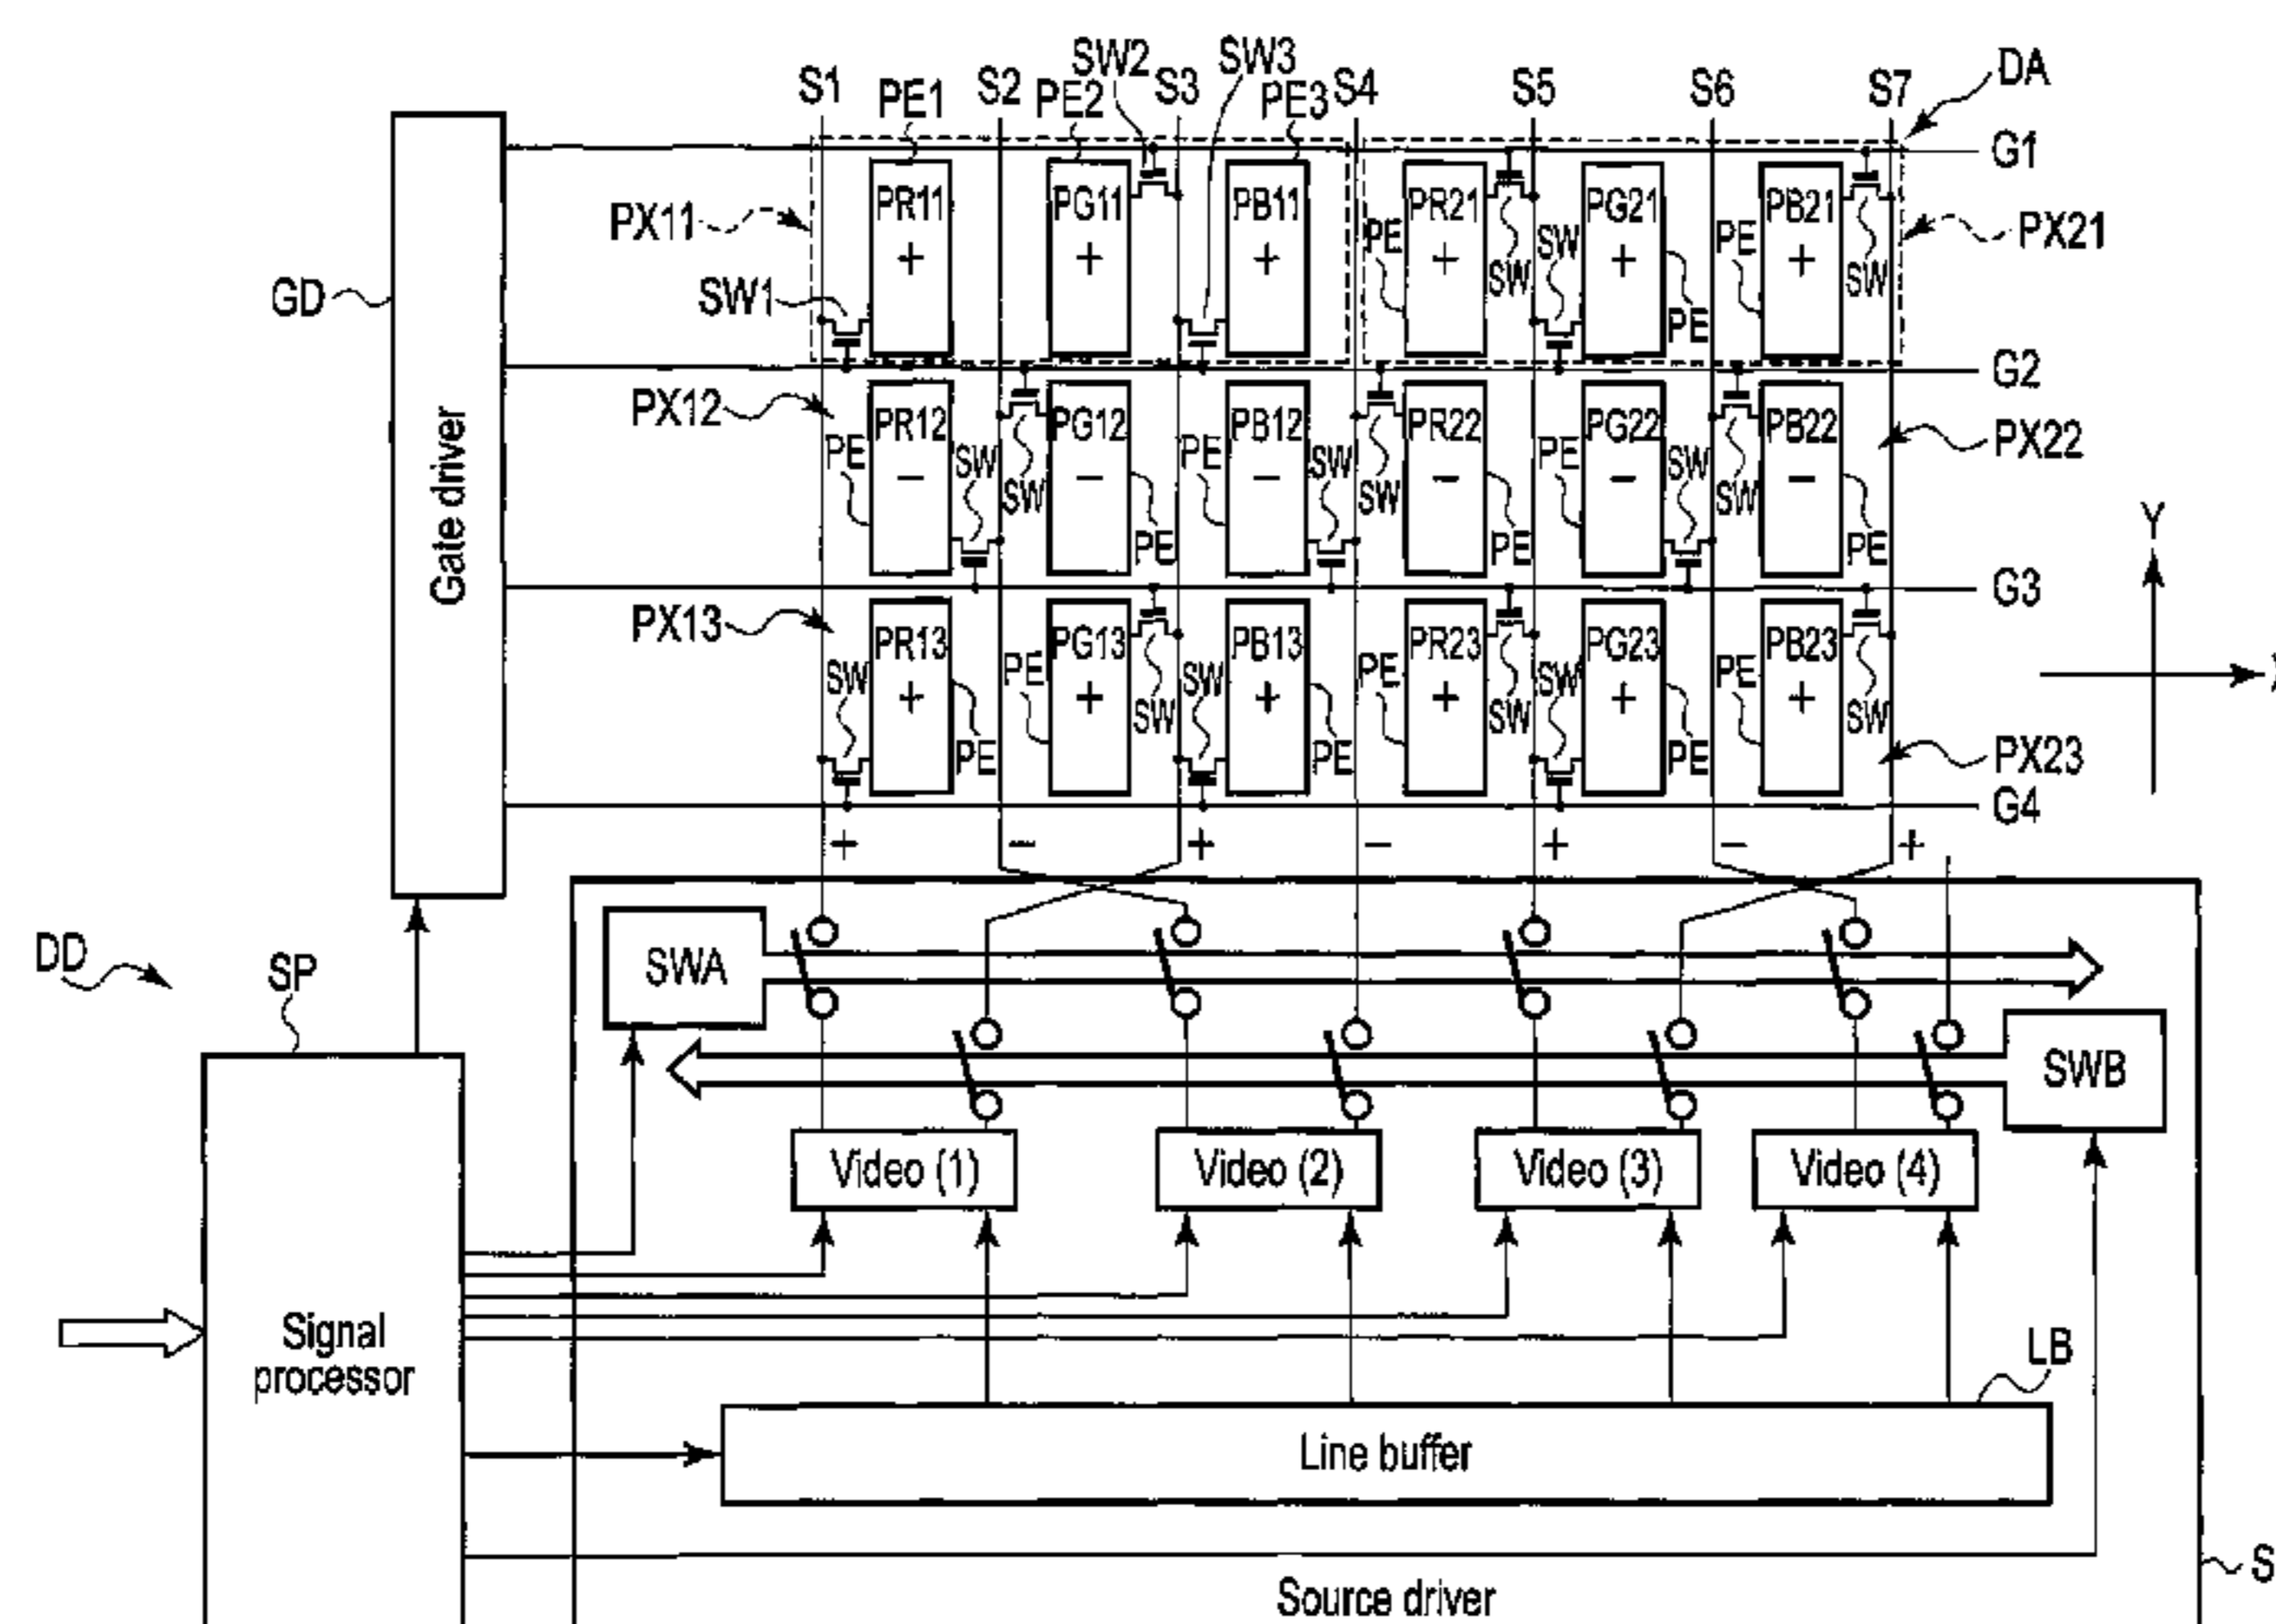 SW2 SW3
S1 PE1 S2 PE2 S3 PE3 S4 S5 S6 S7 DA
G1
PX11 PR11 PG11 PB11 PR21 PG21 PB21 PX21
+ + + PE + SW SW + PE PE + SW
GD SW1
G2
PX12 PR12 PG12 PB12 PR22 PG22 PB22 PX22
PE − SW SW − PE PE − SW SW − PE PE − SW SW − PE
Gate driver
G3
PX13 PR13 PG13 PB13 PR23 PG23 PB23
SW + PE PE + SW SW + PE PE + SW SW + PE PE + SW
PX23
G4
+ − + − + − +
Y
DD SP SWA
SWB
Video (1) Video (2) Video (3) Video (4)
Signal
processor
LB
Line buffer
Source driver